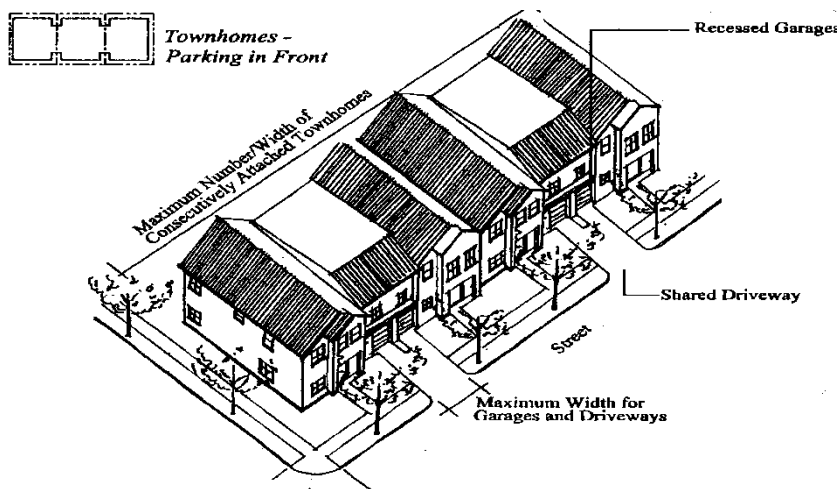 Townhomes -
Parking in Front
Recessed Garages
Maximum Number/Width of
Consecutively Attached Townhomes
Shared Driveway
Street
Maximum Width for
Garages and Driveways